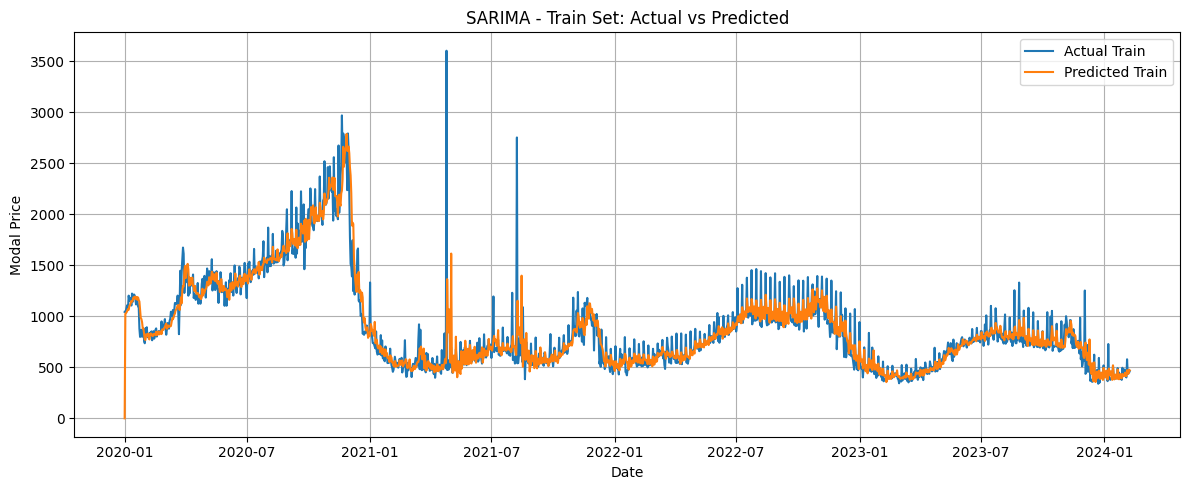 SARIMA - Train Set: Actual vs Predicted
Actual Train
Predicted Train
Modal Price
3500
3000
2500
2000
1500
1000
500
0
2020-01 2020-07 2021-01 2021-07 2022-01 2022-07 2023-01 2023-07 2024-01
Date